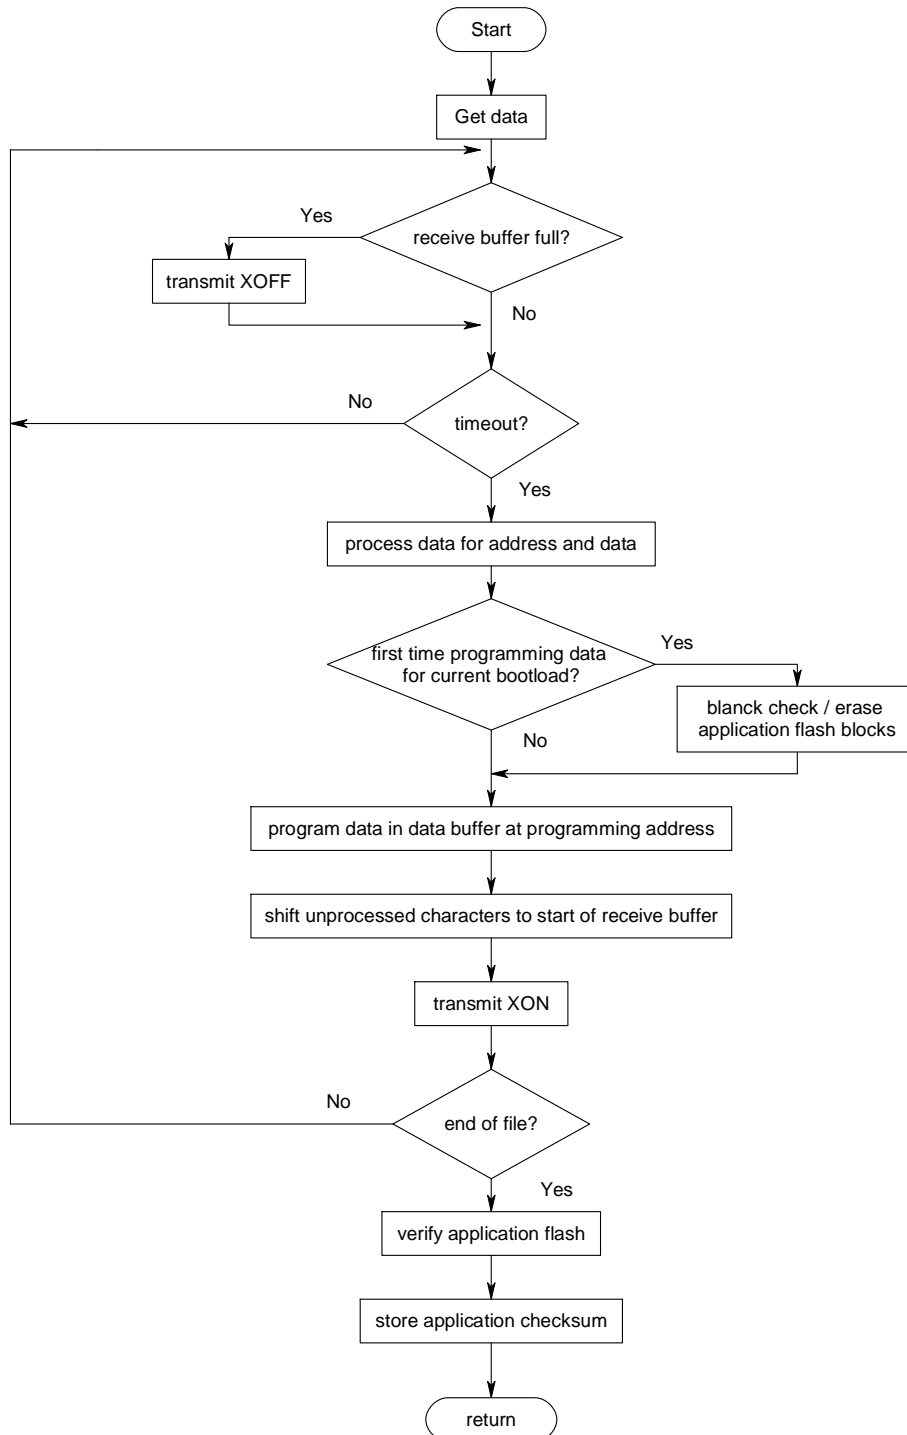 Start
Get data
Yes
receive buffer full?
transmit XOFF
No
No
timeout?
Yes
process data for address and data
first time programming data
for current bootload?
Yes
blanck check / erase
application flash blocks
No
program data in data buffer at programming address
shift unprocessed characters to start of receive buffer
transmit XON
No
end of file?
Yes
verify application flash
store application checksum
return